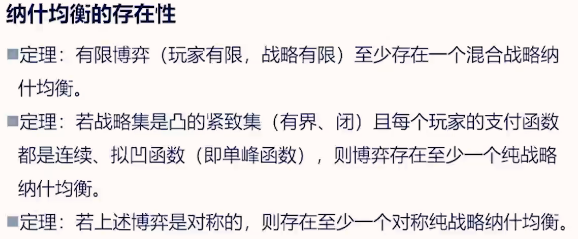 纳什均衡的存在性
■定理：有限博弈（玩家有限，战略有限）至少存在一个混合战略纳
什均衡。
■定理：若战略集是凸的紧致集（有界、闭）且每个玩家的支付函数
都是连续、拟凹函数（即单峰函数），则博弈存在至少一个纯战略
纳什均衡。
■定理：若上述博弈是对称的，则存在至少一个对称纯战略纳什均衡。